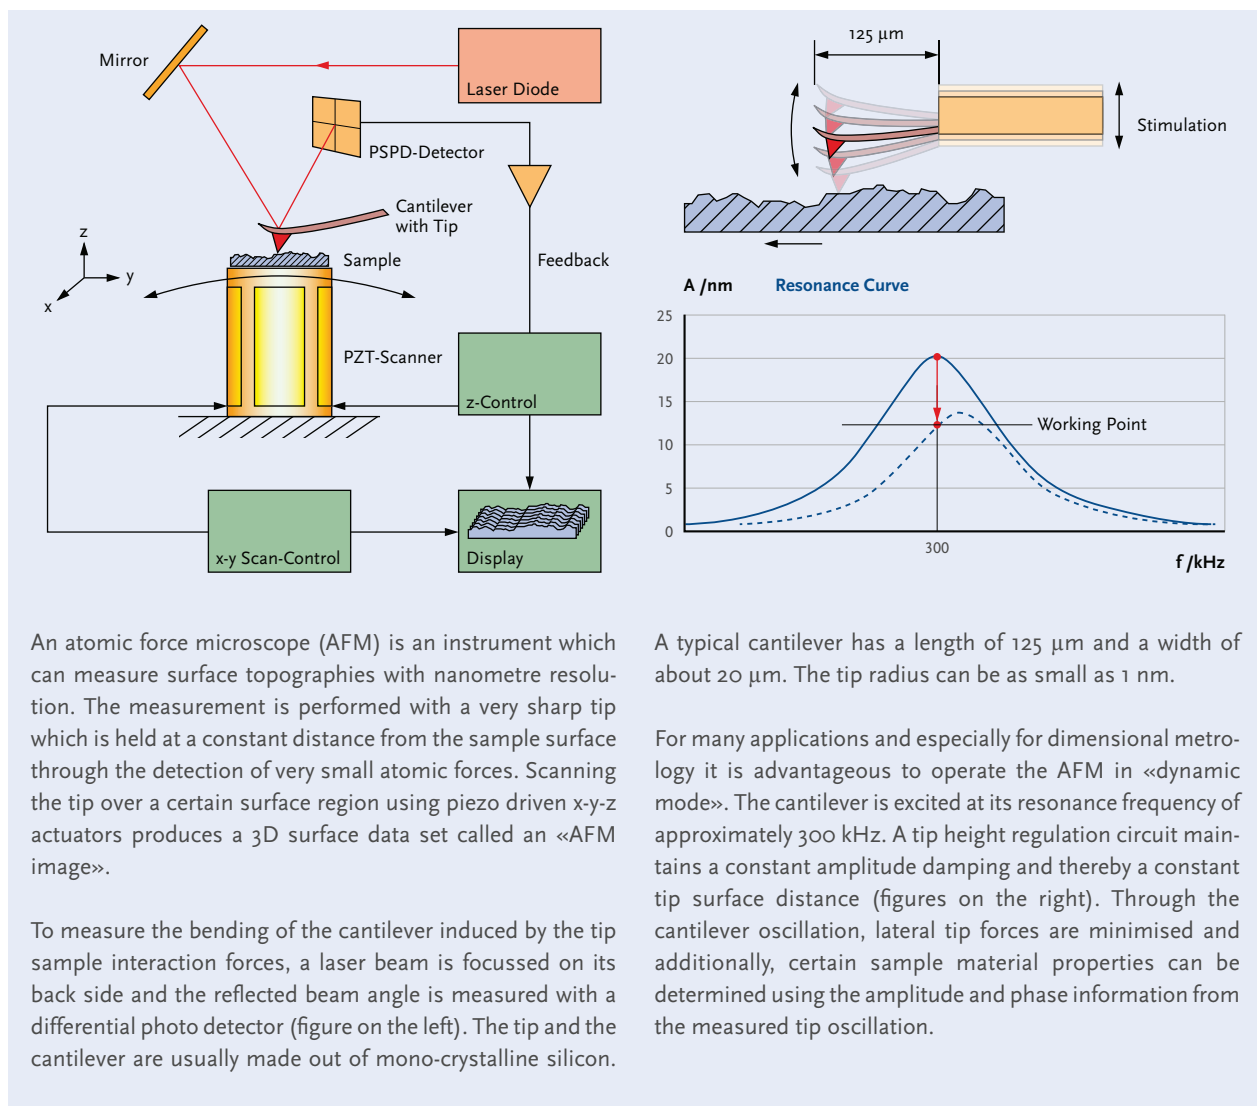 Mirror
Laser Diode
PSPD-Detector
Cantilever
with Tip
Sample
Feedback
z
y
x
PZT-Scanner
z-Control
x-y Scan-Control
Display
125 µm
Stimulation
A /nm
Resonance Curve
25
20
15
10
5
0
Working Point
300
f /kHz
An atomic force microscope (AFM) is an instrument which
can measure surface topographies with nanometre resolu-
tion. The measurement is performed with a very sharp tip
which is held at a constant distance from the sample surface
through the detection of very small atomic forces. Scanning
the tip over a certain surface region using piezo driven x-y-z
actuators produces a 3D surface data set called an «AFM
image».
To measure the bending of the cantilever induced by the tip
sample interaction forces, a laser beam is focussed on its
back side and the reflected beam angle is measured with a
differential photo detector (figure on the left). The tip and the
cantilever are usually made out of mono-crystalline silicon.
A typical cantilever has a length of 125 µm and a width of
about 20 µm. The tip radius can be as small as 1 nm.
For many applications and especially for dimensional metro-
logy it is advantageous to operate the AFM in «dynamic
mode». The cantilever is excited at its resonance frequency of
approximately 300 kHz. A tip height regulation circuit main-
tains a constant amplitude damping and thereby a constant
tip surface distance (figures on the right). Through the
cantilever oscillation, lateral tip forces are minimised and
additionally, certain sample material properties can be
determined using the amplitude and phase information from
the measured tip oscillation.